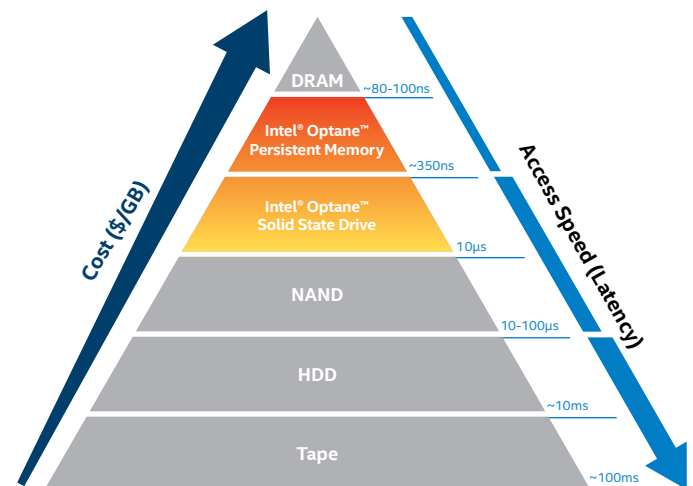 DRAM
~80-100ns
Intel® Optane™
Persistent Memory
~350ns
Intel® Optane™
Solid State Drive
10µs
NAND
10-100µs
HDD
~10ms
Tape
~100ms
Cost ($/GB)
Access Speed (Latency)